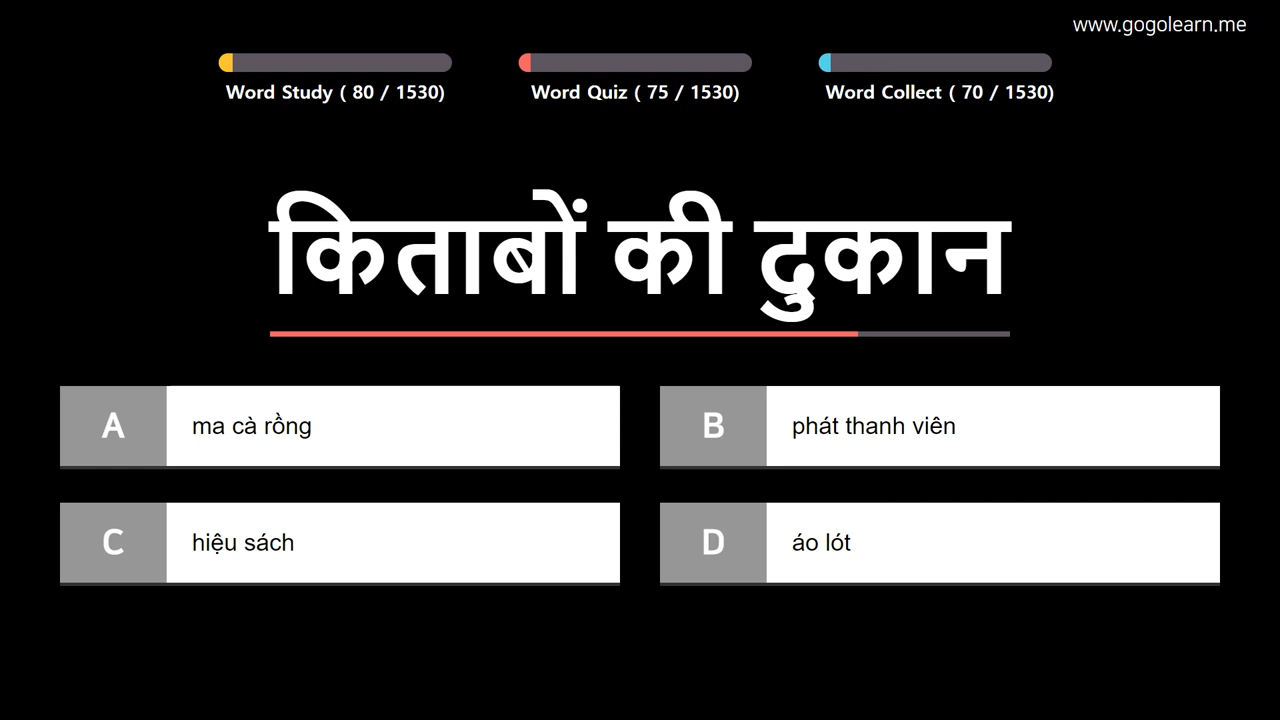 www.gogolearn.me
Word Study ( 80 / 1530)
Word Quiz ( 75 / 1530)
Word Collect ( 70 / 1530)
किताबों की दुकान
A
ma cà rồng
B
phát thanh viên
C
hiệu sách
D
áo lót